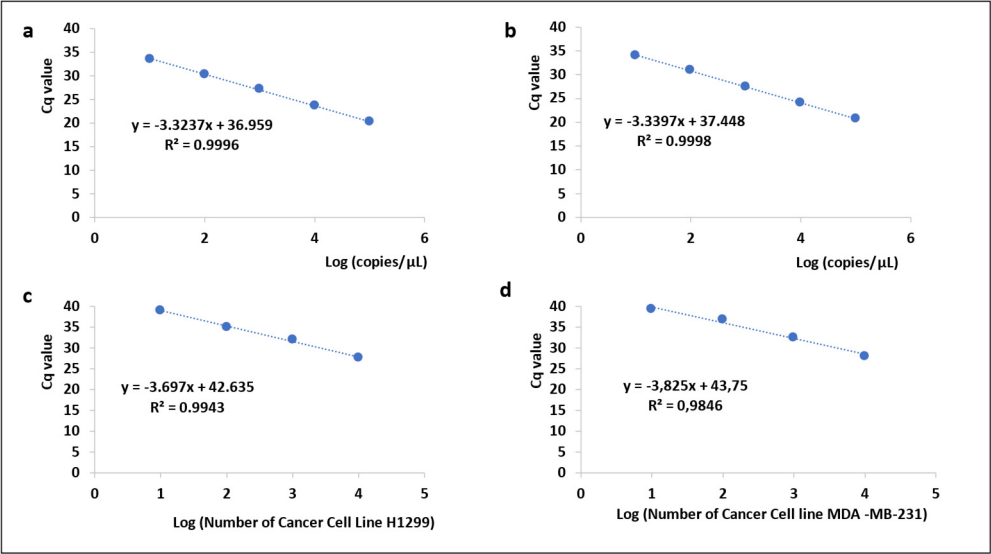 a
Cq value
40
35
30
25
20
15
10
5
0
y = -3.3237x + 36.959
R² = 0.9996
0 2 4 6
Log (copies/µL)
b
Cq value
40
35
30
25
20
15
10
5
0
y = -3.3397x + 37.448
R² = 0.9998
0 2 4 6
Log (copies/µL)
c
Cq value
40
35
30
25
20
15
10
5
0
y = -3.697x + 42.635
R² = 0.9943
0 1 2 3 4 5
Log (Number of Cancer Cell Line H1299)
d
Cq value
40
35
30
25
20
15
10
5
0
y = -3,825x + 43,75
R² = 0,9846
0 1 2 3 4 5
Log (Number of Cancer Cell line MDA -MB-231)